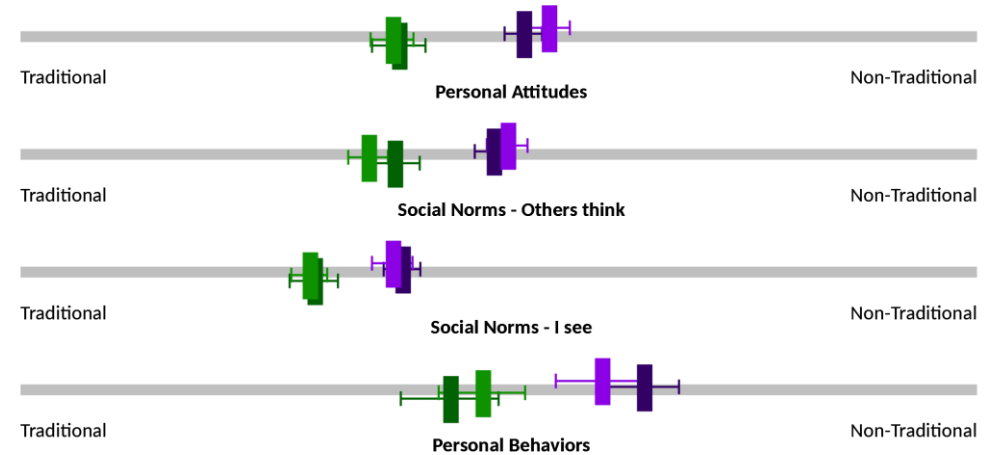 Traditional Non-Traditional
Personal Attitudes
Traditional Non-Traditional
Social Norms - Others think
Traditional Non-Traditional
Social Norms - I see
Traditional Non-Traditional
Personal Behaviors